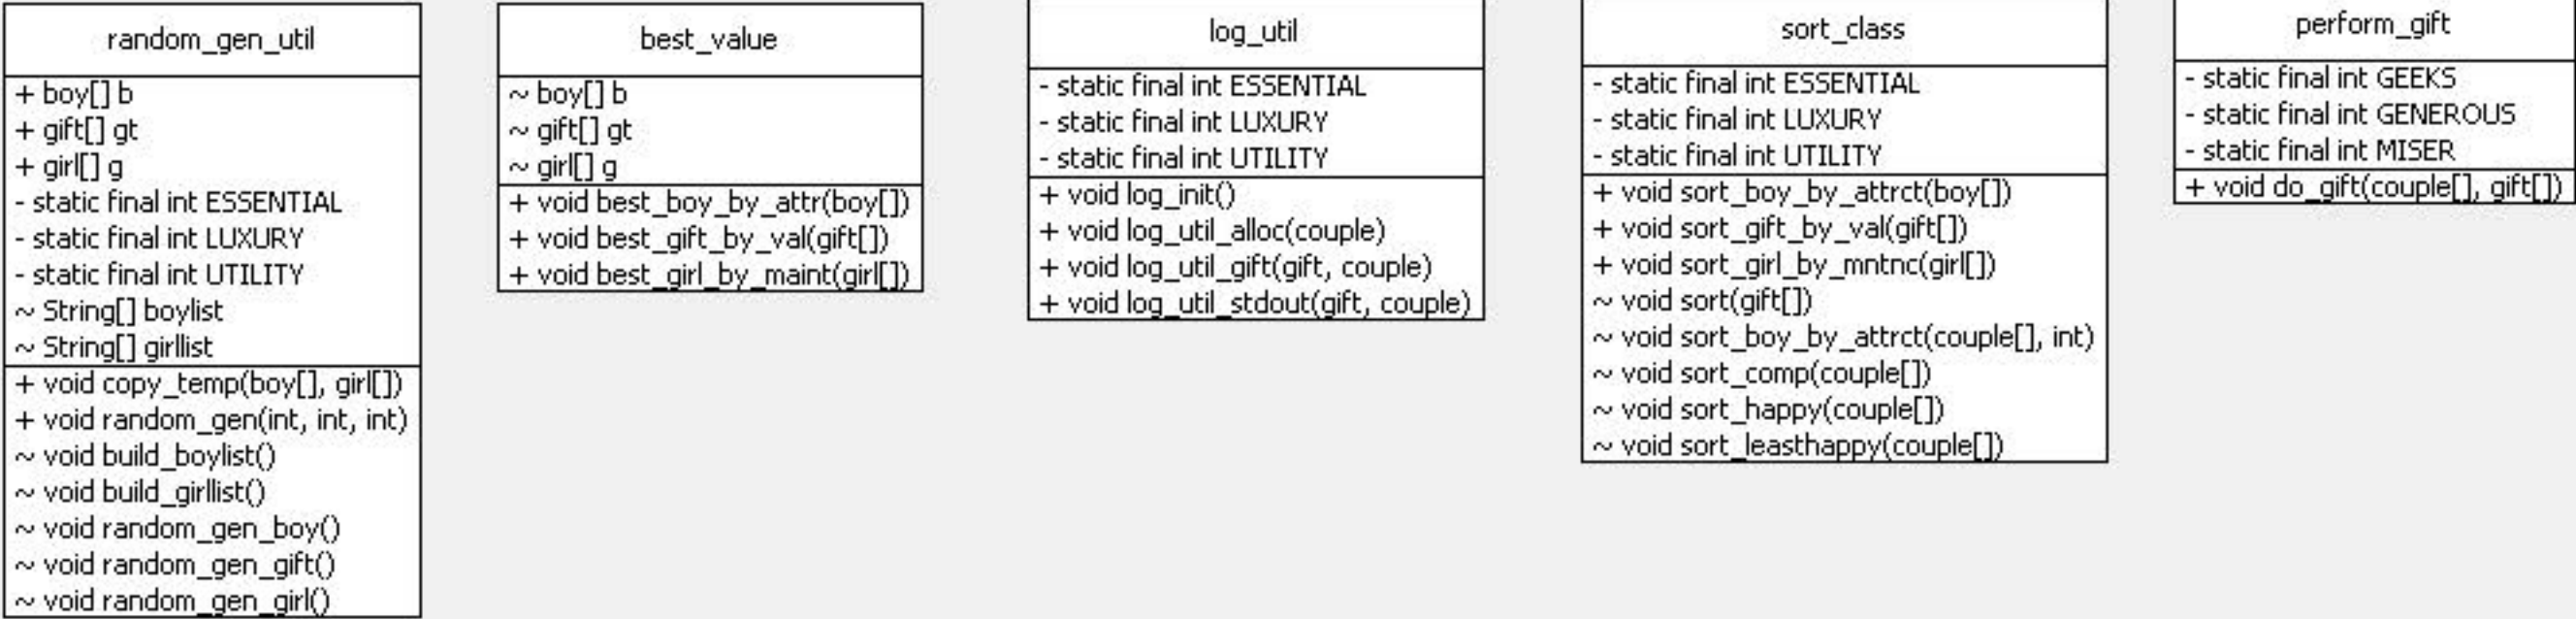 random_gen_util
+ boy[] b
+ gift[] gt
+ girl[] g
- static final int ESSENTIAL
- static final int LUXURY
- static final int UTILITY
~ String[] boylist
~ String[] girllist
+ void copy_temp(boy[], girl[])
+ void random_gen(int, int, int)
~ void build_boylist()
~ void build_girllist()
~ void random_gen_boy()
~ void random_gen_gift()
~ void random_gen_girl()
best_value
~ boy[] b
~ gift[] gt
~ girl[] g
+ void best_boy_by_attr(boy[])
+ void best_gift_by_val(gift[])
+ void best_girl_by_maint(girl[])
log_util
- static final int ESSENTIAL
- static final int LUXURY
- static final int UTILITY
+ void log_init()
+ void log_util_alloc(couple)
+ void log_util_gift(gift, couple)
+ void log_util_stdout(gift, couple)
sort_class
- static final int ESSENTIAL
- static final int LUXURY
- static final int UTILITY
+ void sort_boy_by_attrct(boy[])
+ void sort_gift_by_val(gift[])
+ void sort_girl_by_mntnc(girl[])
~ void sort(gift[])
~ void sort_boy_by_attrct(couple[], int)
~ void sort_comp(couple[])
~ void sort_happy(couple[])
~ void sort_leasthappy(couple[])
perform_gift
- static final int GEEKS
- static final int GENEROUS
- static final int MISER
+ void do_gift(couple[], gift[])